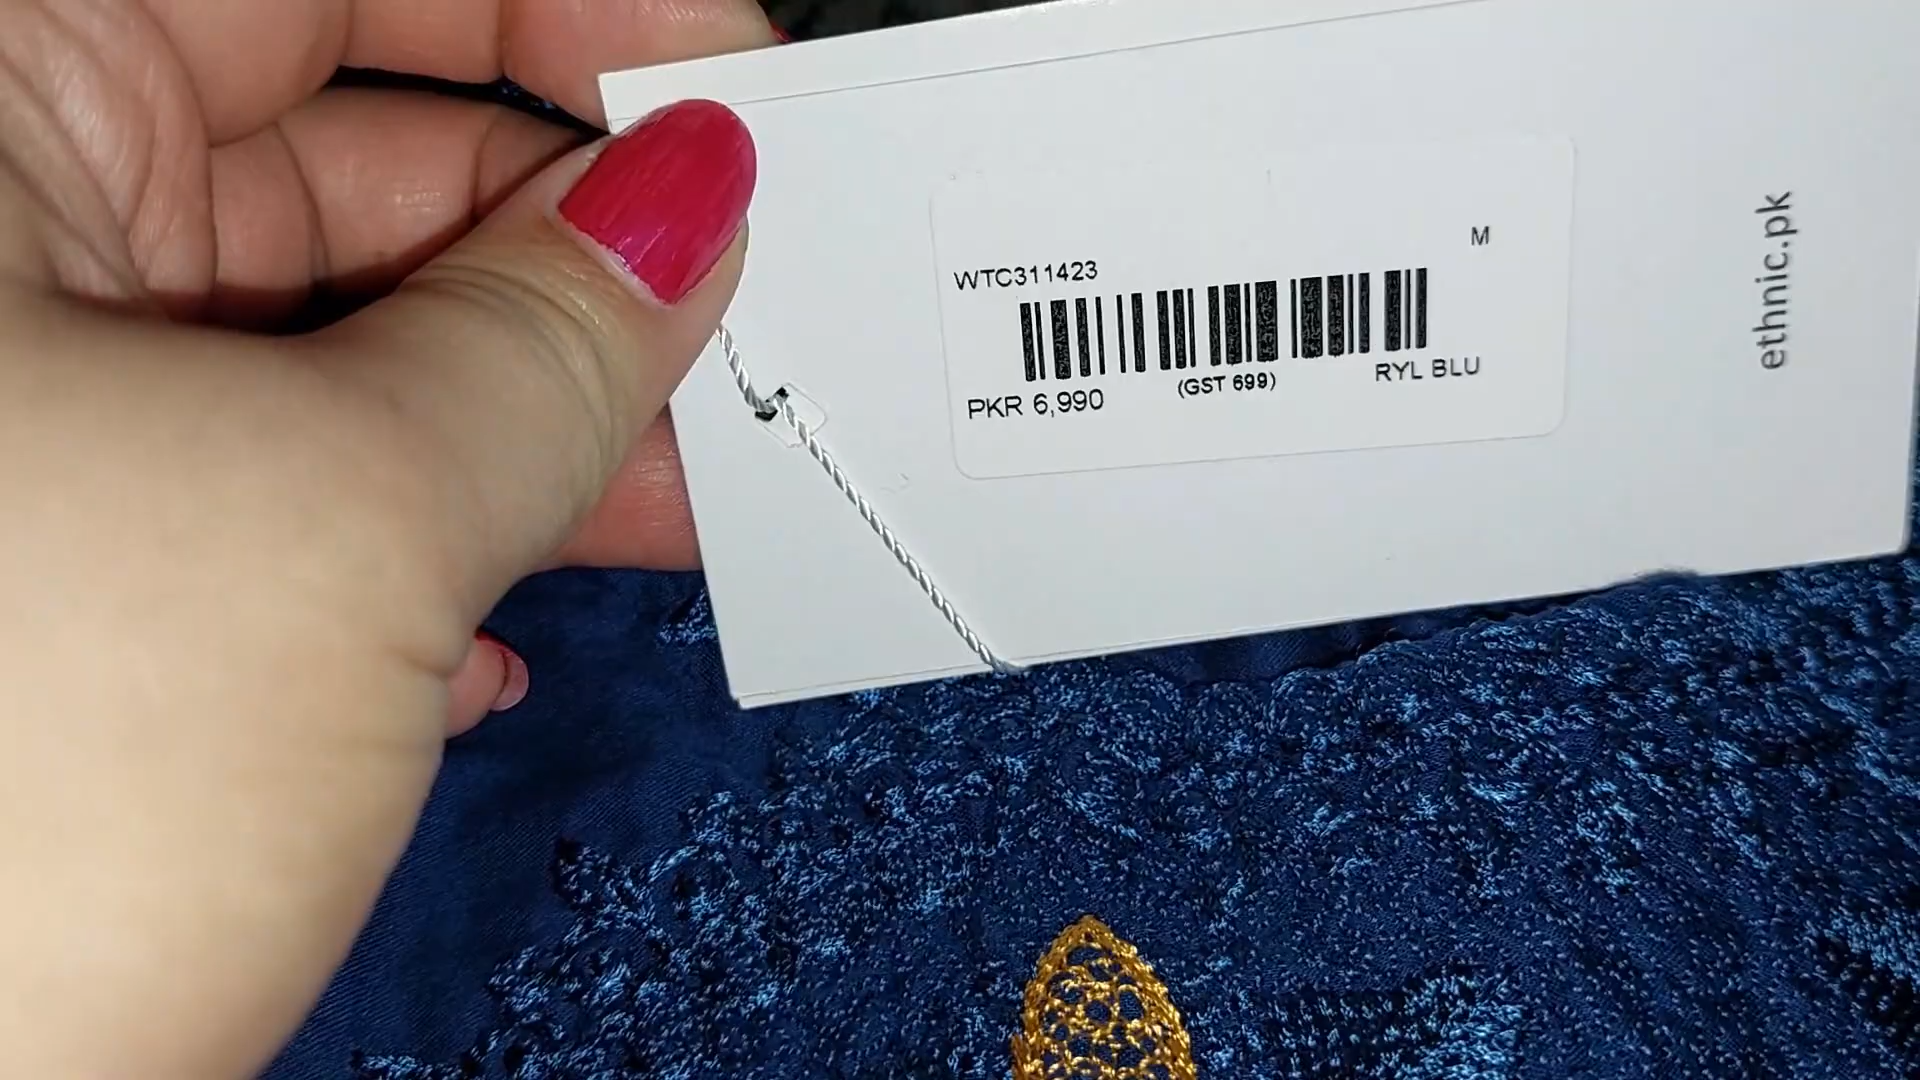 M
WTC311423
PKR 6,990
(GST 699)
RYL BLU
ethnic.pk